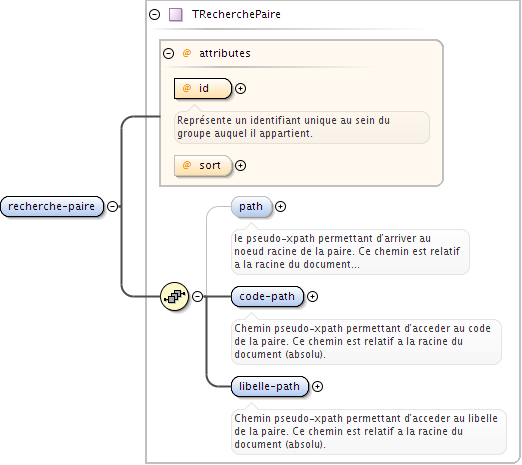 TRecherchePaire
@ attributes
@ id
Représente un identifiant unique au sein du
groupe auquel il appartient.
@ sort
recherche-paire
path
le pseudo-xpath permettant d'arriver au
noeud racine de la paire. Ce chemin est relatif
a la racine du document...
code-path
Chemin pseudo-xpath permettant d'acceder au code
de la paire. Ce chemin est relatif a la racine du
document (absolu).
libelle-path
Chemin pseudo-xpath permettant d'acceder au libelle
de la paire. Ce chemin est relatif a la racine du
document (absolu).